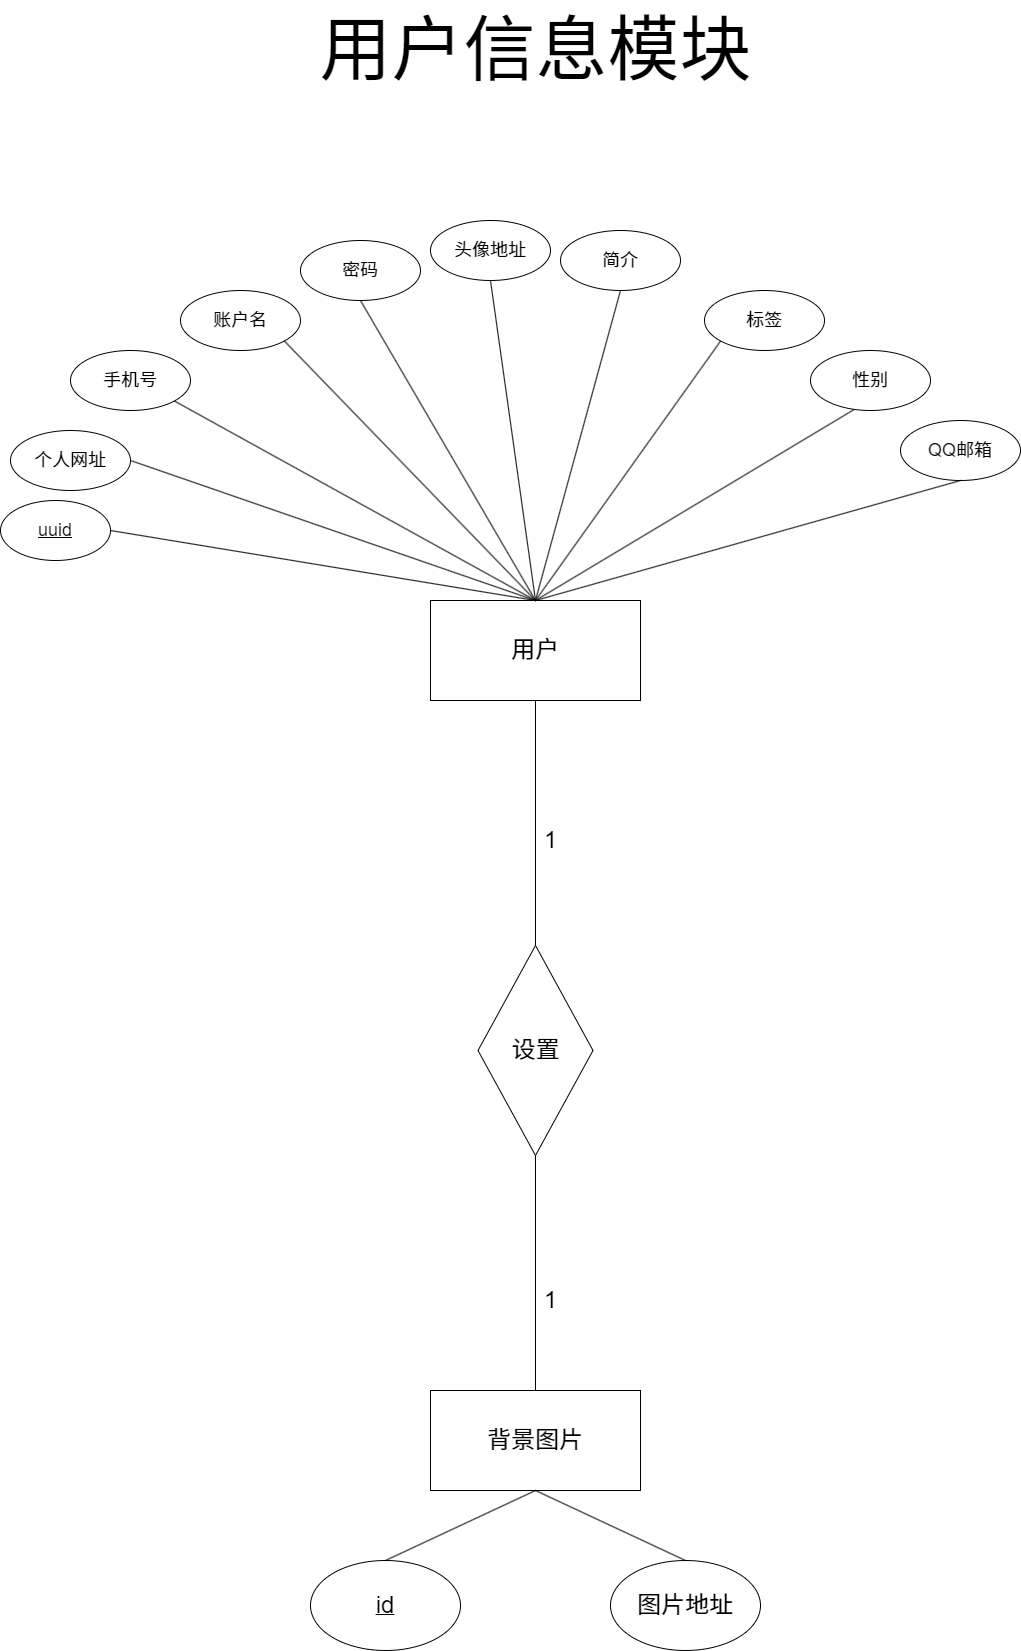 用户信息模块
头像地址
简介
密码
账户名
标签
手机号
性别
QQ邮箱
个人网址
uuid
用户
1
设置
1
背景图片
id
图片地址